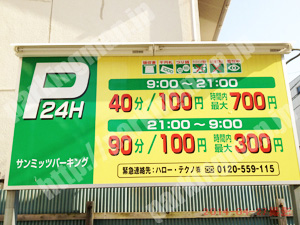 P 24H
サンミッツパーキング
9:00〜21:00
40分/100円 時間内最大700円
21:00〜9:00
90分/100円 時間内最大300円
緊急連絡先:ハロー・テクノ㈱ 0120-559-115